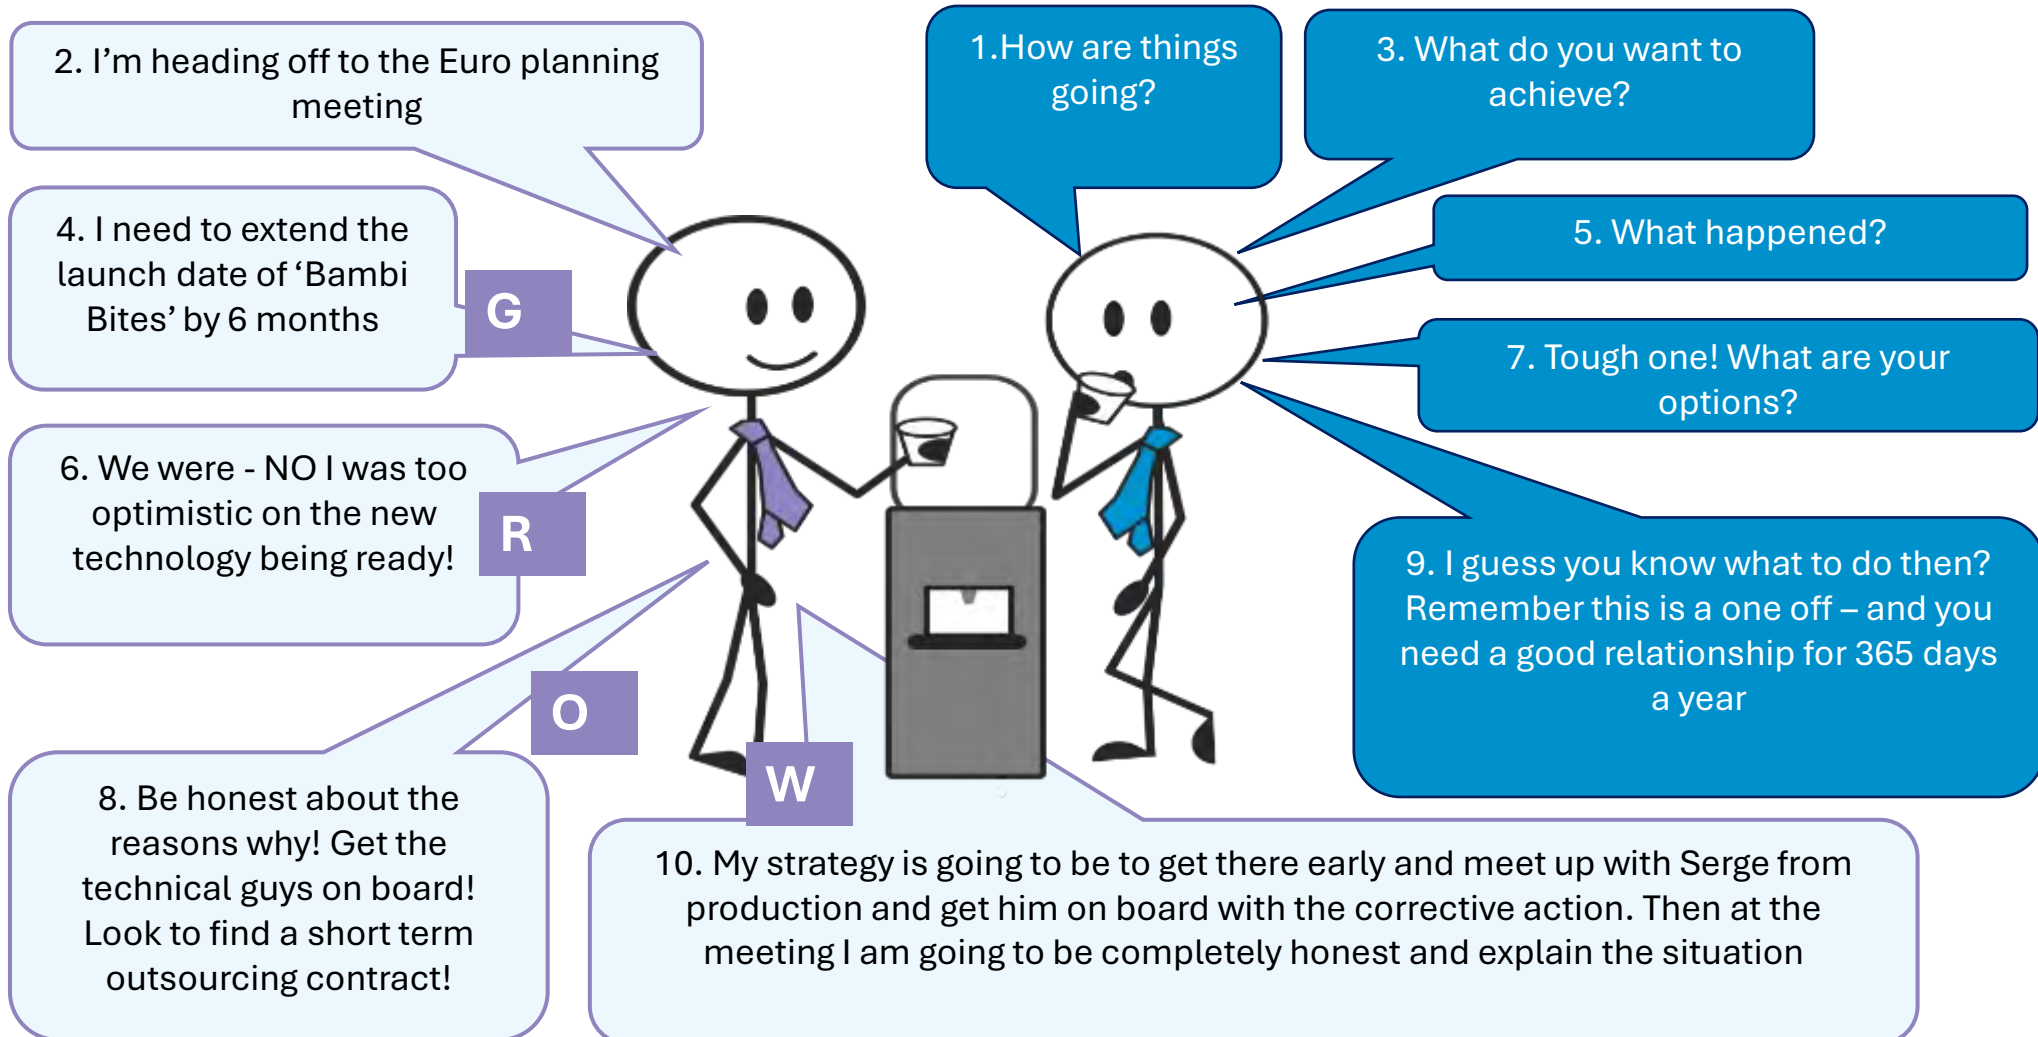 1.How are things
going?
2. I’m heading off to the Euro planning
meeting
3. What do you want to
achieve?
4. I need to extend the
launch date of ‘Bambi
Bites’ by 6 months
G
5. What happened?
6. We were - NO I was too
optimistic on the new
technology being ready!
R
7. Tough one! What are your
options?
8. Be honest about the
reasons why! Get the
technical guys on board!
Look to find a short term
outsourcing contract!
O
9. I guess you know what to do then?
Remember this is a one off – and you
need a good relationship for 365 days
a year
10. My strategy is going to be to get there early and meet up with Serge from
production and get him on board with the corrective action. Then at the
meeting I am going to be completely honest and explain the situation
W